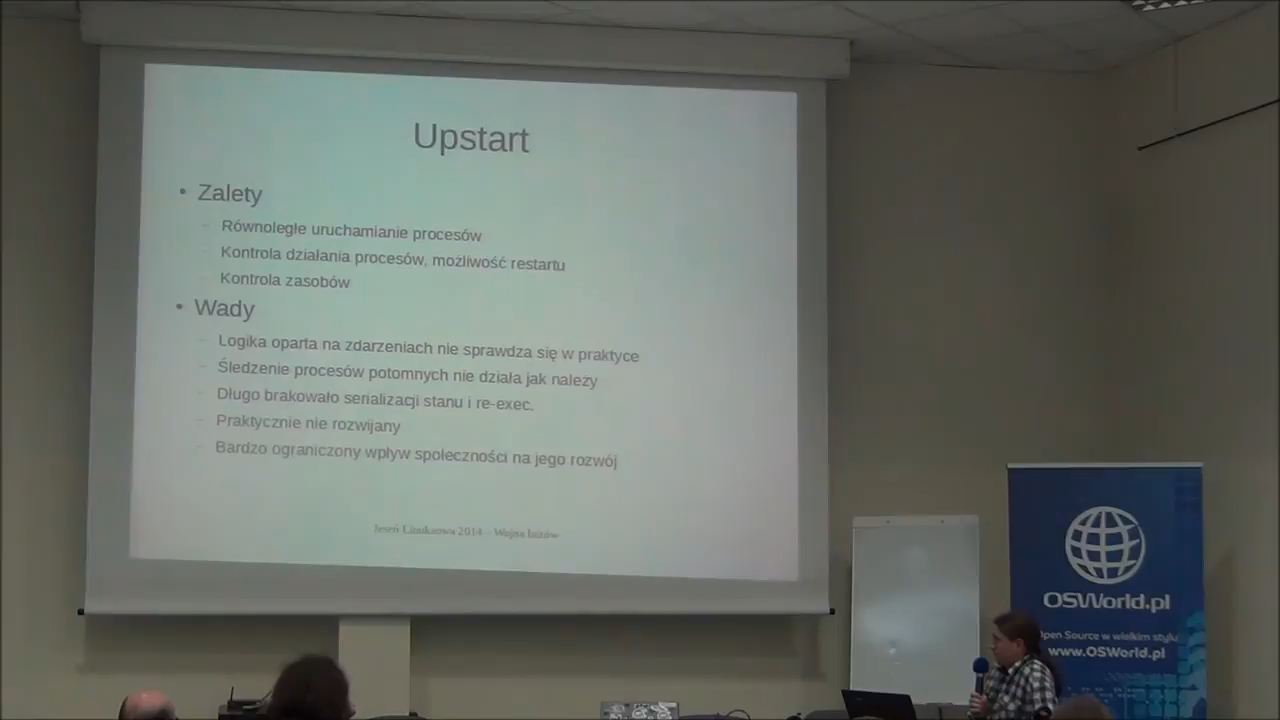 Upstart
• Zalety
– Równoległe uruchamianie procesów
– Kontrola działania procesów, możliwość restartu
– Kontrola zasobów
• Wady
– Logika oparta na zdarzeniach nie sprawdza się w praktyce
– Śledzenie procesów potomnych nie działa jak należy
– Długo brakowało serializacji stanu i re-exec.
– Praktycznie nie rozwijany
– Bardzo ograniczony wpływ społeczności na jego rozwój
Jesień Linuksowa 2014 – Wojna initów
OSWorld.pl
Open Source w wielkim stylu
www.OSWorld.pl